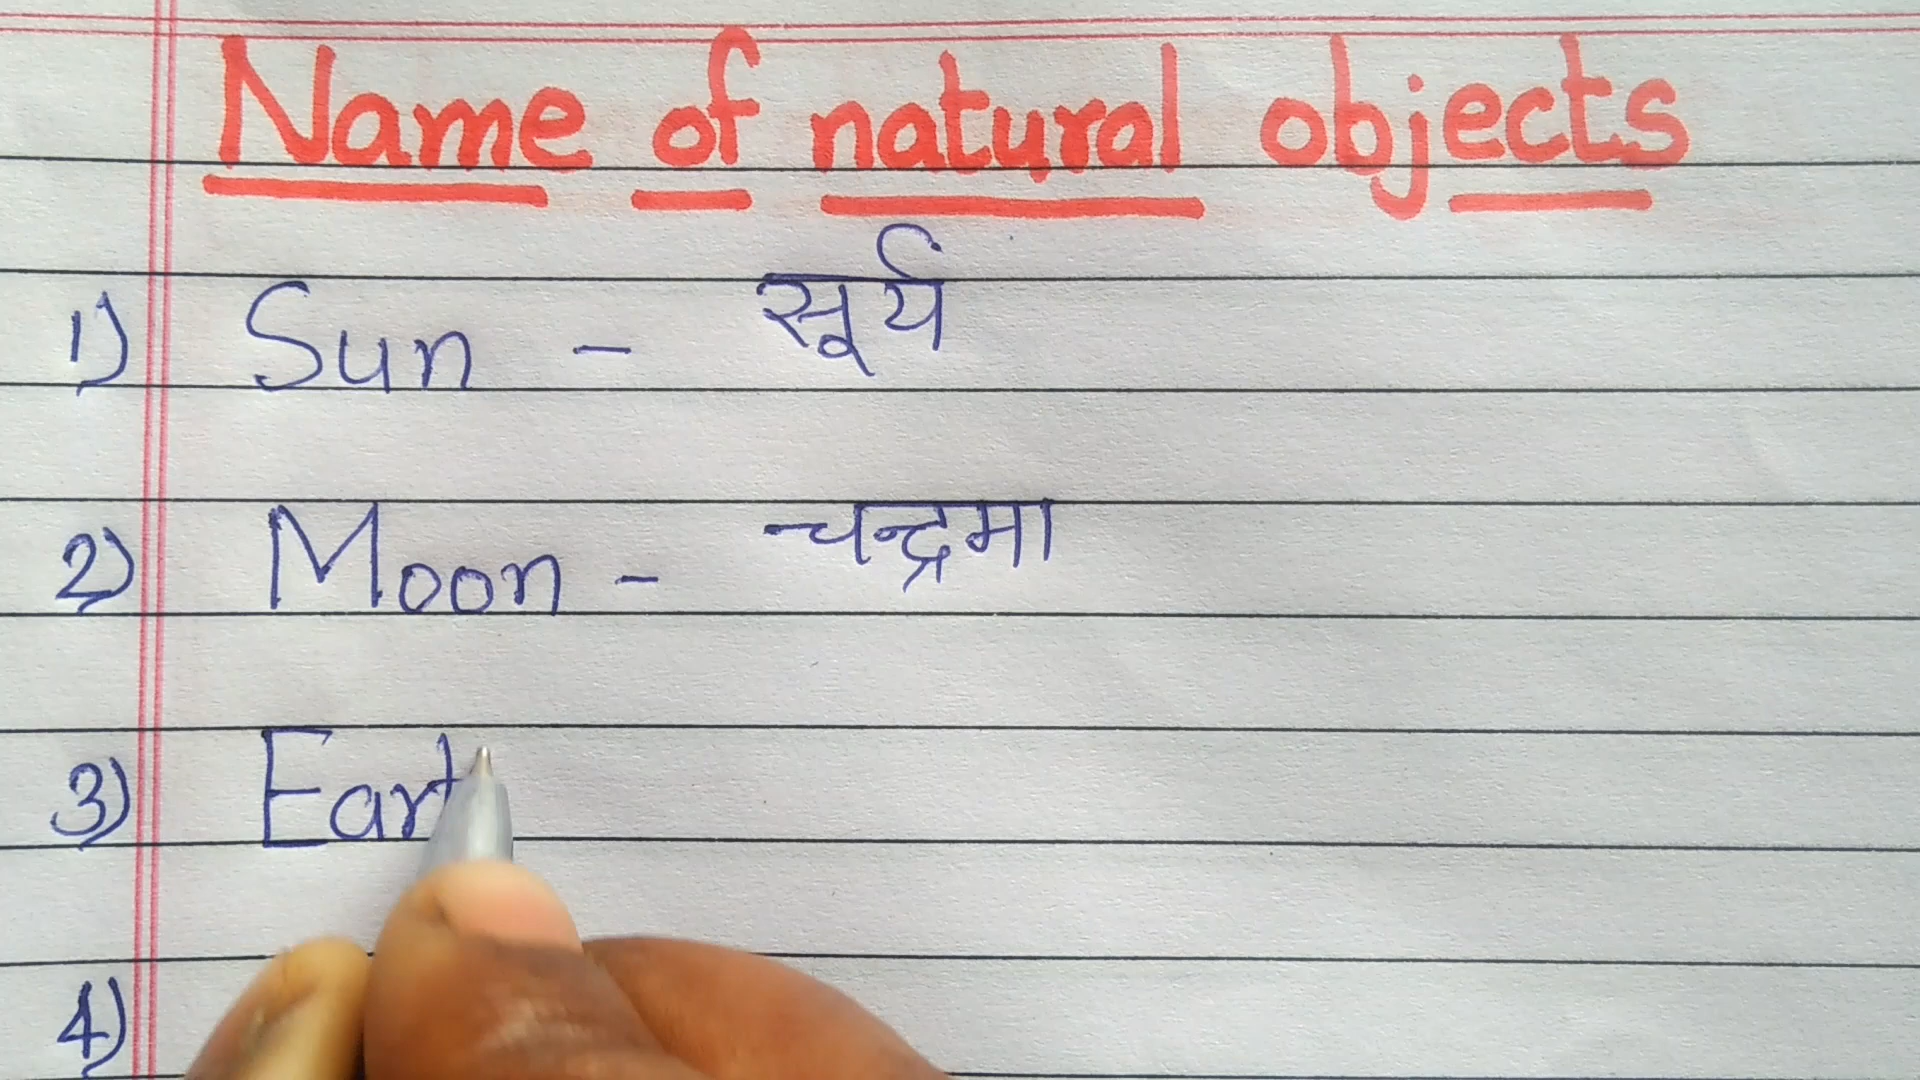 Name of natural objects
1) Sun - सूर्य
2) Moon - चन्द्रमा
3) Eart
4)